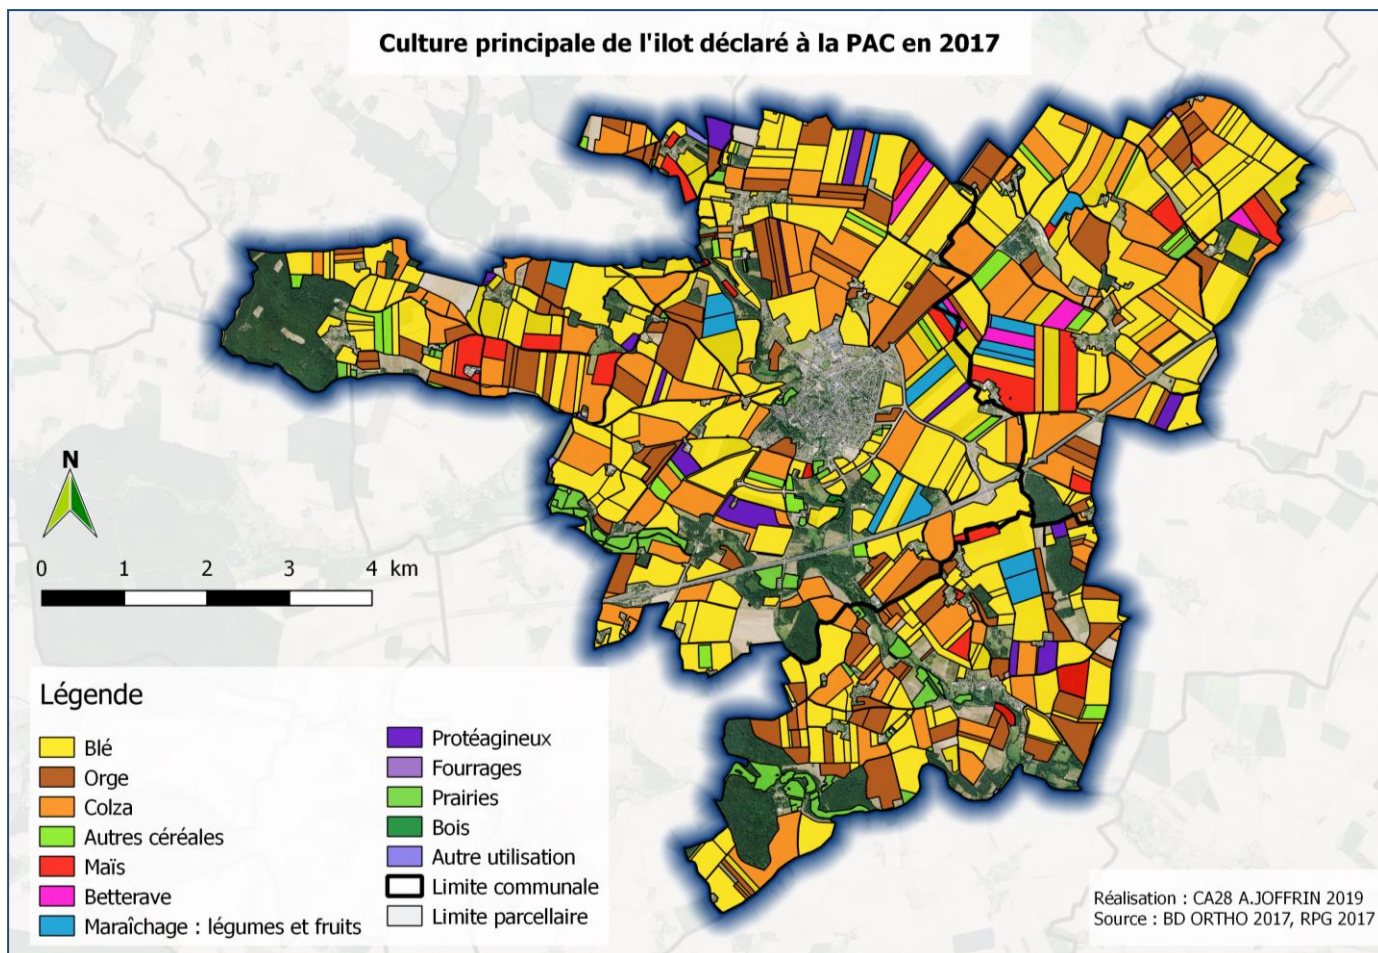 Culture principale de l'ilot déclaré à la PAC en 2017
N
0 1 2 3 4 km
Légende
Blé
Orge
Colza
Autres céréales
Maïs
Betterave
Maraîchage : légumes et fruits
Protéagineux
Fourrages
Prairies
Bois
Autre utilisation
Limite communale
Limite parcellaire
Réalisation : CA28 A.JOFFRIN 2019
Source : BD ORTHO 2017, RPG 2017